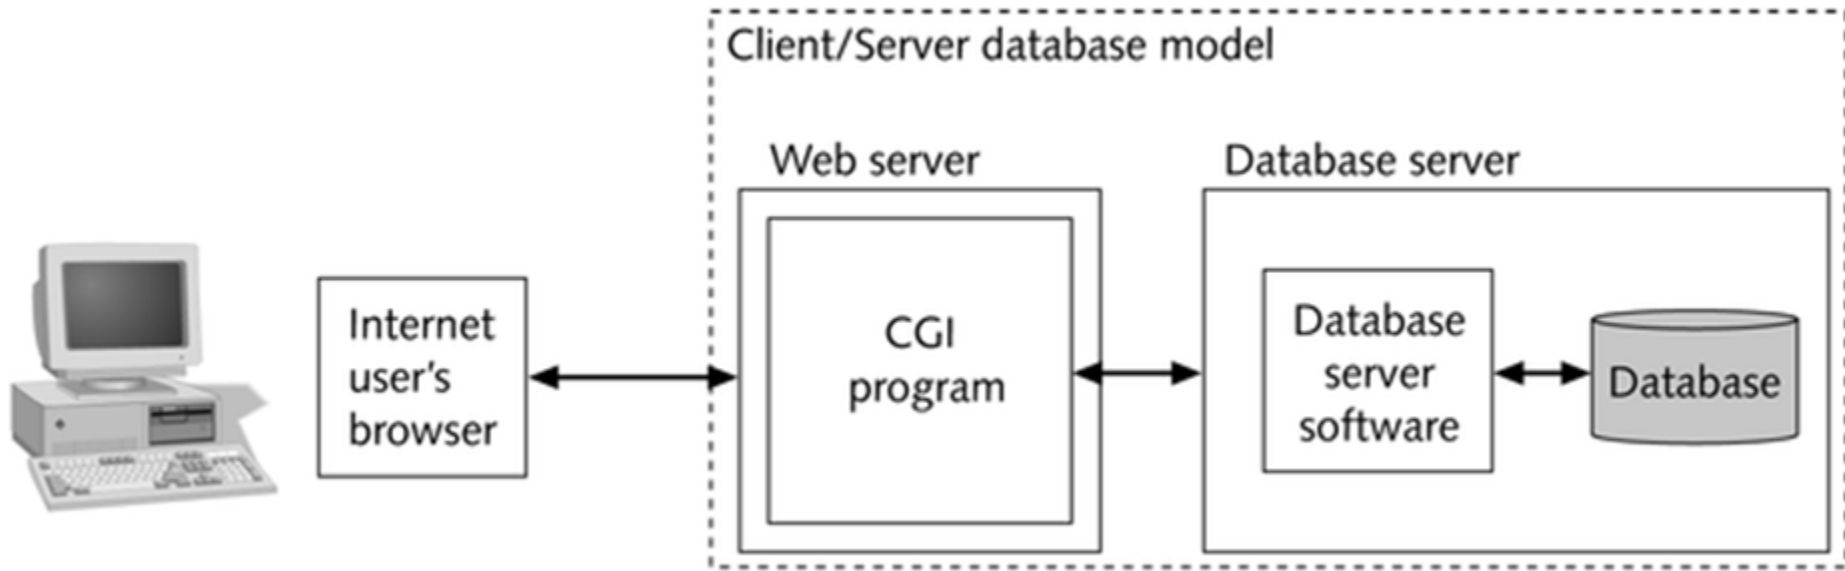 Client/Server database model
Web server
Database server
Internet
user's
browser
CGI
program
Database
server
software
Database